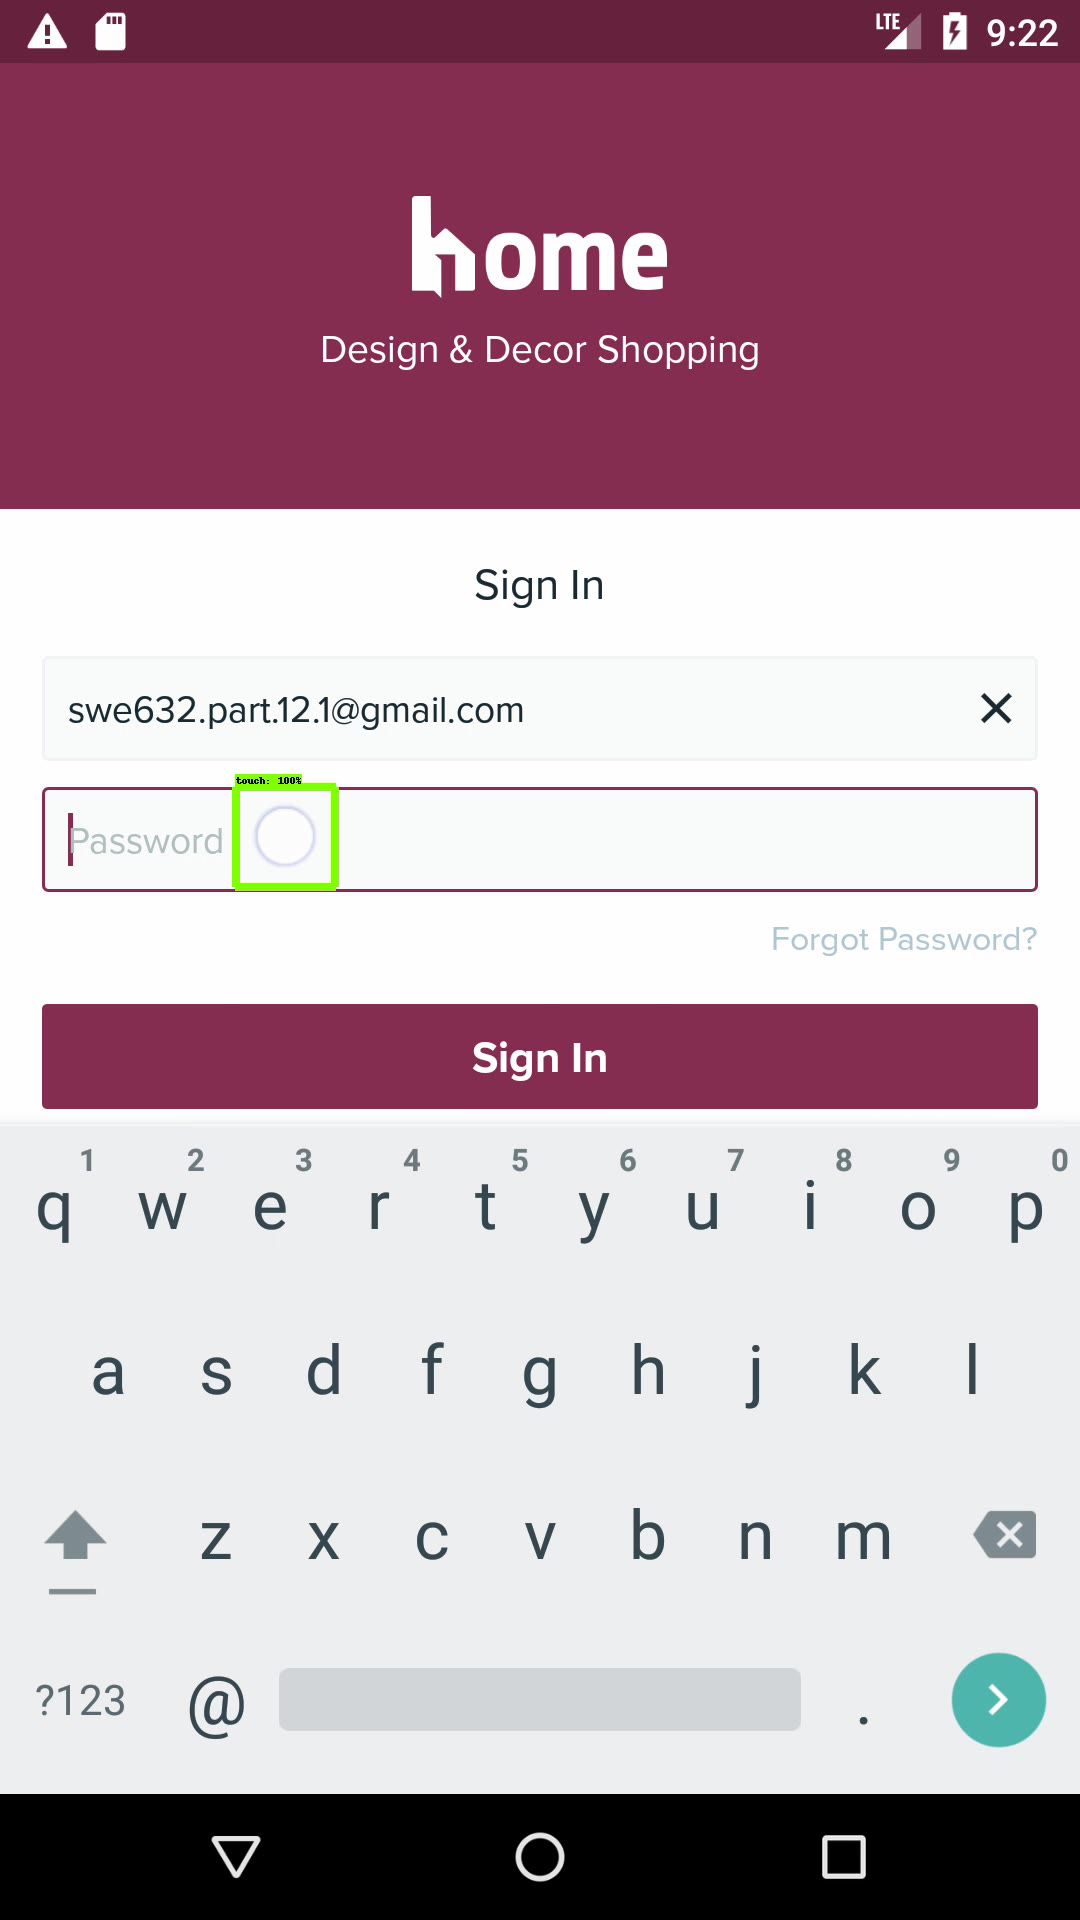 LTE 9:22
home
Design & Decor Shopping
Sign In
swe632.part.12.1@gmail.com
touch: 100%
Password
Forgot Password?
Sign In
1 2 3 4 5 6 7 8 9 0
q w e r t y u i o p
a s d f g h j k l
z x c v b n m
?123 @ .